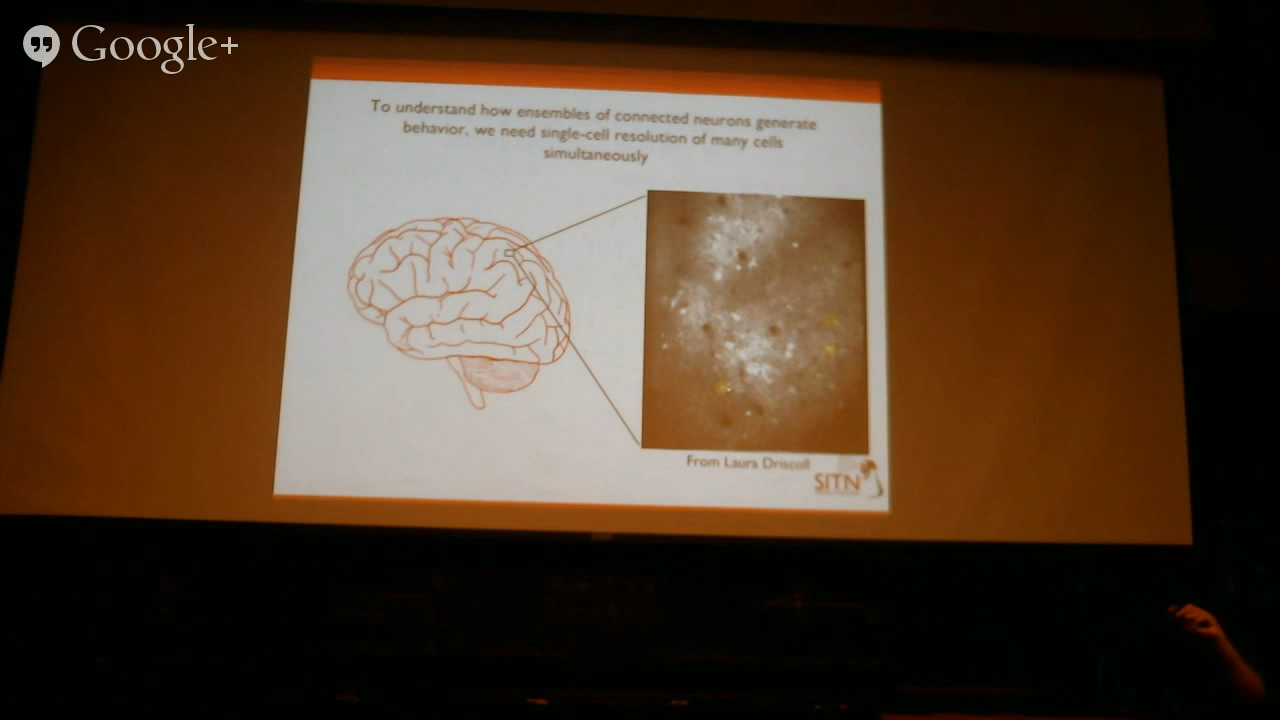 Google+
To understand how ensembles of connected neurons generate
behavior, we need single-cell resolution of many cells
simultaneously
From Laura Driscoll
SITN